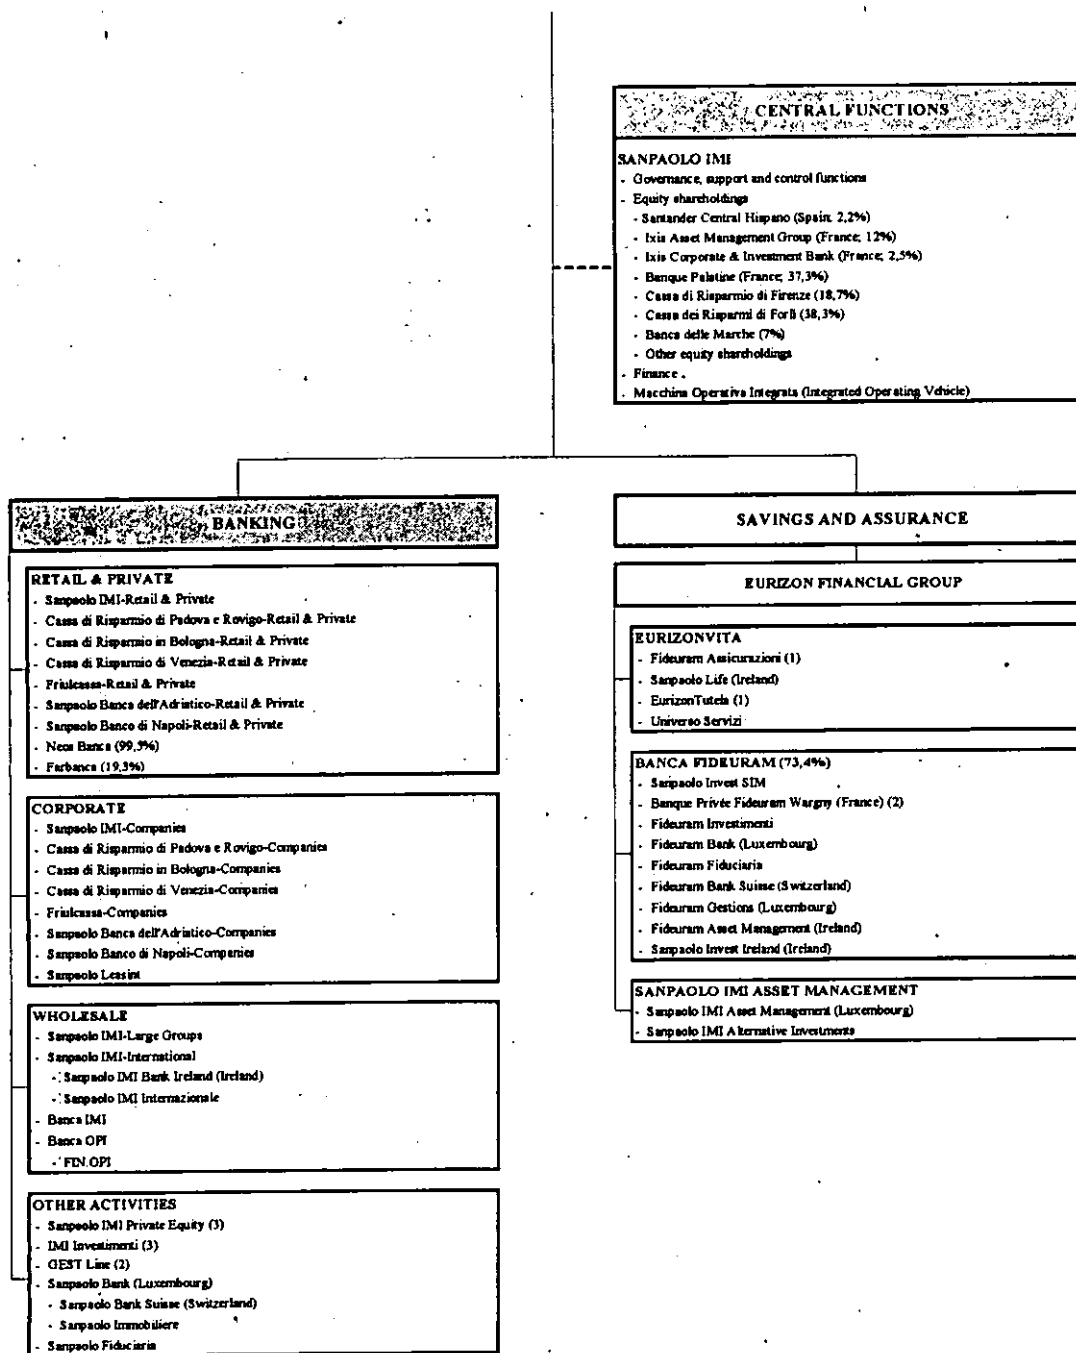 CENTRAL FUNCTIONS
SANPAOLO IMI
- Governance, support and control functions
- Equity shareholdings
- Santander Central Hispano (Spain; 2,2%)
- Ixis Asset Management Group (France; 12%)
- Ixis Corporate & Investment Bank (France; 2,5%)
- Banque Palatine (France; 37,3%)
- Cassa di Risparmio di Firenze (18,7%)
- Cassa dei Risparmi di Forlì (38,3%)
- Banca delle Marche (7%)
- Other equity shareholdings
- Finance
- Macchina Operativa Integrata (Integrated Operating Vehicle)
BANKING
RETAIL & PRIVATE
- Sanpaolo IMI-Retail & Private
- Cassa di Risparmio di Padova e Rovigo-Retail & Private
- Cassa di Risparmio in Bologna-Retail & Private
- Cassa di Risparmio di Venezia-Retail & Private
- Friulcassa-Retail & Private
- Sanpaolo Banca dell'Adriatico-Retail & Private
- Sanpaolo Banco di Napoli-Retail & Private
- Neos Banca (99,5%)
- Farbanca (19,3%)
CORPORATE
- Sanpaolo IMI-Companies
- Cassa di Risparmio di Padova e Rovigo-Companies
- Cassa di Risparmio in Bologna-Companies
- Cassa di Risparmio di Venezia-Companies
- Friulcassa-Companies
- Sanpaolo Banca dell'Adriatico-Companies
- Sanpaolo Banco di Napoli-Companies
- Sanpaolo Leasint
WHOLESALE
- Sanpaolo IMI-Large Groups
- Sanpaolo IMI-International
- Sanpaolo IMI Bank Ireland (Ireland)
- Sanpaolo IMI Internazionale
- Banca IMI
- Banca OPI
- FIN.OPI
OTHER ACTIVITIES
- Sanpaolo IMI Private Equity (3)
- IMI Investimenti (3)
- GEST Line (2)
- Sanpaolo Bank (Luxembourg)
- Sanpaolo Bank Suisse (Switzerland)
- Sanpaolo Immobiliere
- Sanpaolo Fiduciaria
SAVINGS AND ASSURANCE
EURIZON FINANCIAL GROUP
EURIZONVITA
- Fideuram Assicurazioni (1)
- Sanpaolo Life (Ireland)
- EurizonTutela (1)
- Universo Servizi
BANCA FIDEURAM (73,4%)
- Sanpaolo Invest SIM
- Banque Privée Fideuram Wargny (France) (2)
- Fideuram Investimenti
- Fideuram Bank (Luxembourg)
- Fideuram Fiduciaria
- Fideuram Bank Suisse (Switzerland)
- Fideuram Gestions (Luxembourg)
- Fideuram Asset Management (Ireland)
- Sanpaolo Invest Ireland (Ireland)
SANPAOLO IMI ASSET MANAGEMENT
- Sanpaolo IMI Asset Management (Luxembourg)
- Sanpaolo IMI Alternative Investments